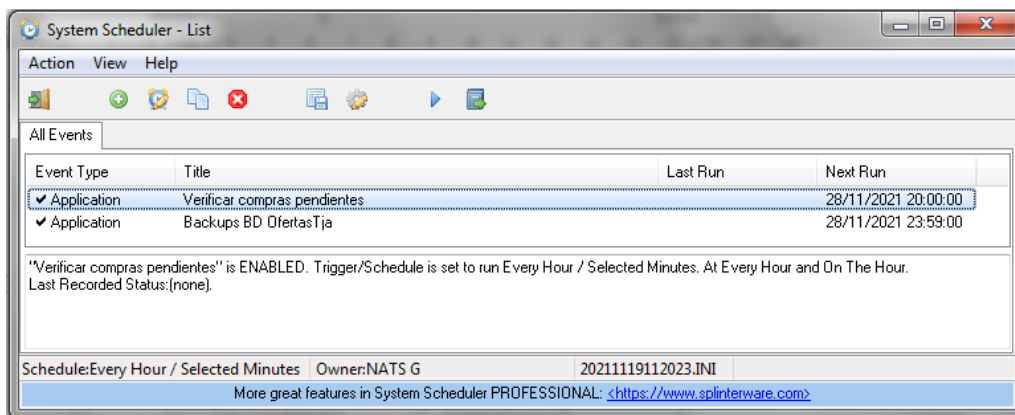 System Scheduler - List
Action View Help
All Events
Event Type Title Last Run Next Run
✔ Application Verificar compras pendientes 28/11/2021 20:00:00
✔ Application Backups BD OfertasTja 28/11/2021 23:59:00
"Verificar compras pendientes" is ENABLED. Trigger/Schedule is set to run Every Hour / Selected Minutes. At Every Hour and On The Hour.
Last Recorded Status:(none).
Schedule:Every Hour / Selected Minutes Owner:NATS G 20211119112023.INI
More great features in System Scheduler PROFESSIONAL: <https://www.splinterware.com>